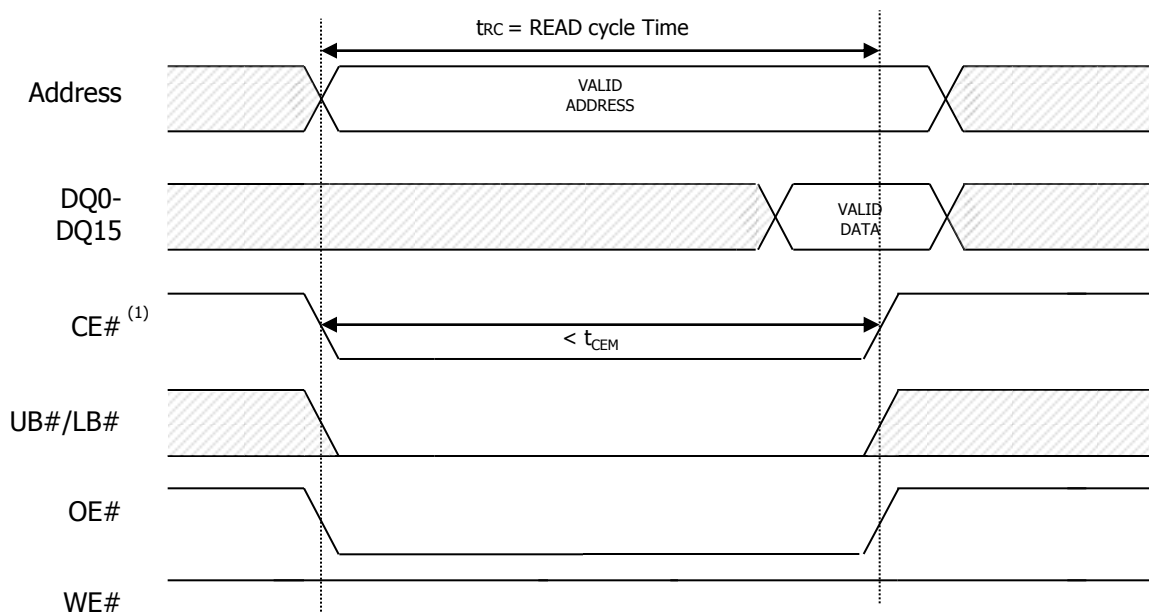 tRC = READ cycle Time
Address
VALID
ADDRESS
DQ0-
DQ15
VALID
DATA
CE# (1)
< tCEM
UB#/LB#
OE#
WE#